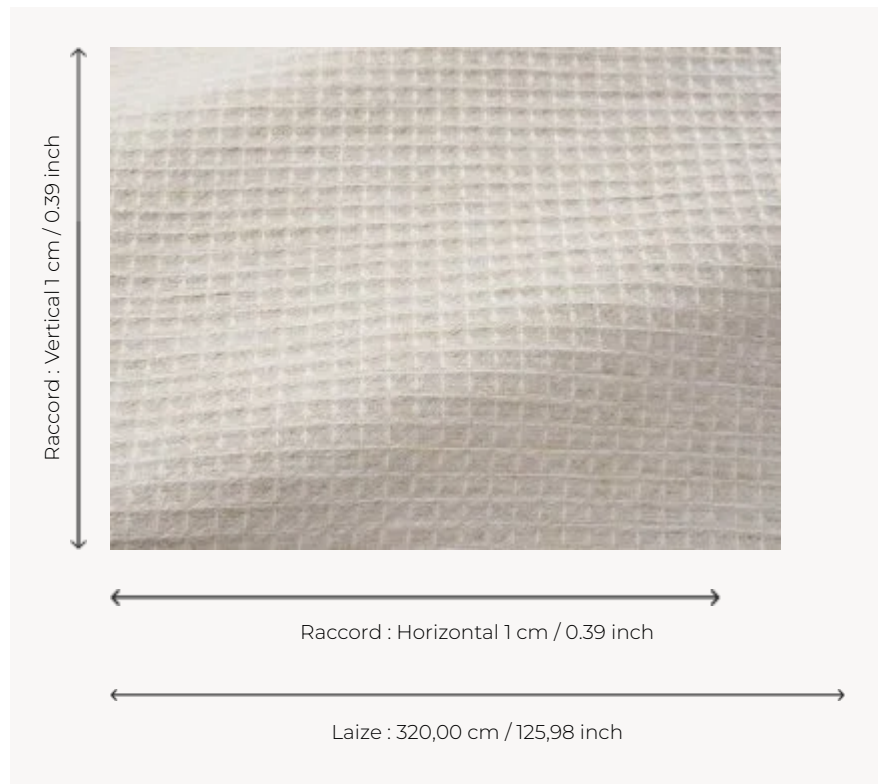 Raccord : Vertical 1 cm / 0.39 inch
Raccord : Horizontal 1 cm / 0.39 inch
Laize : 320,00 cm / 125,98 inch